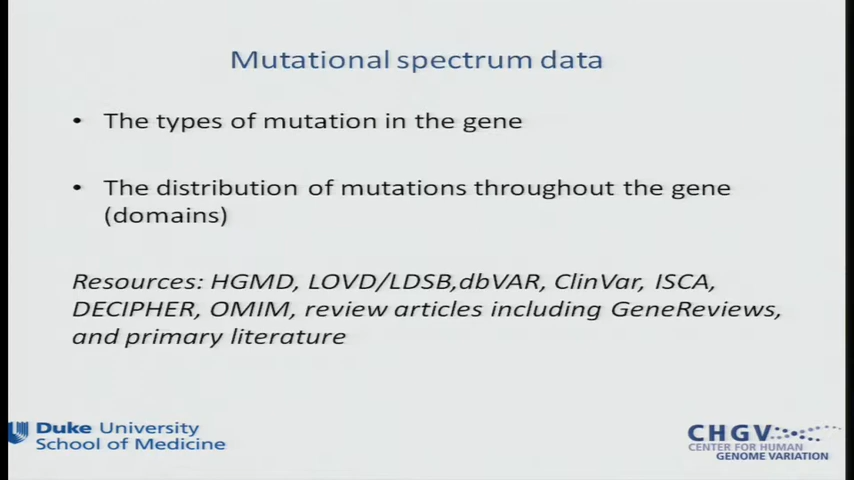 Mutational spectrum data
• The types of mutation in the gene
• The distribution of mutations throughout the gene
(domains)
Resources: HGMD, LOVD/LDSB,dbVAR, ClinVar, ISCA,
DECIPHER, OMIM, review articles including GeneReviews,
and primary literature
Duke University
School of Medicine
CHGV
CENTER FOR HUMAN
GENOME VARIATION